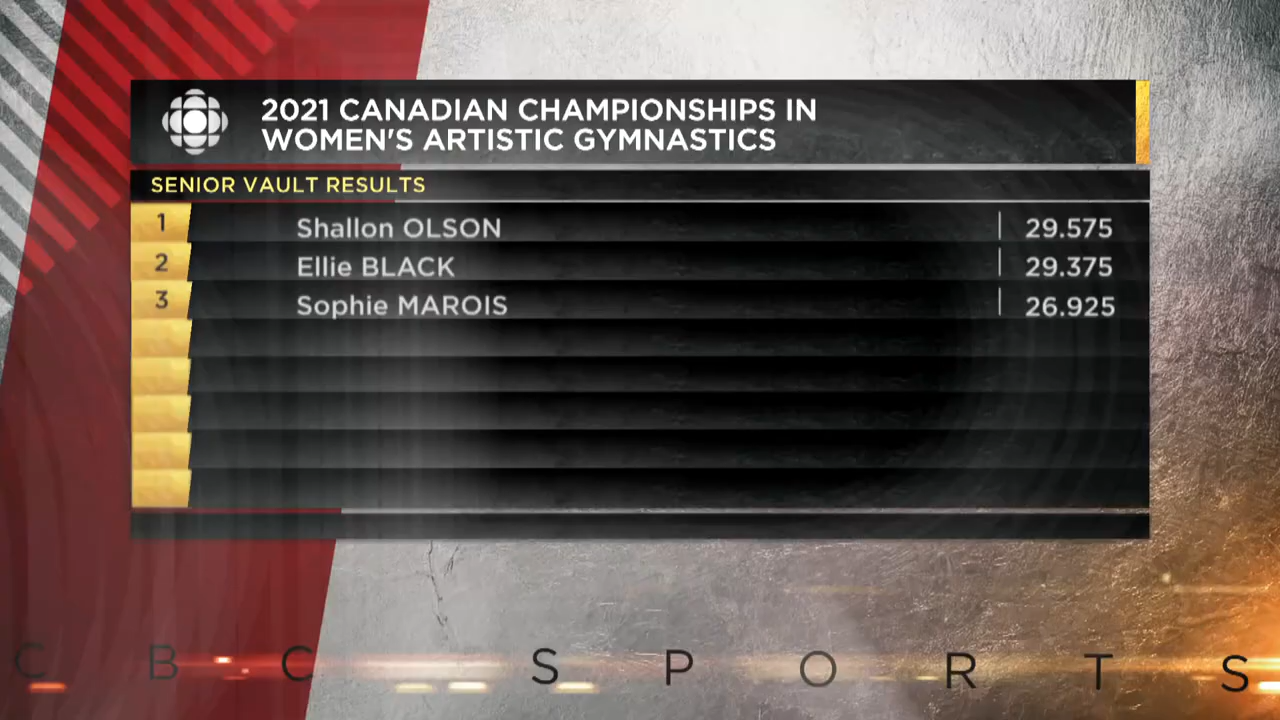 2021 CANADIAN CHAMPIONSHIPS IN
WOMEN'S ARTISTIC GYMNASTICS
SENIOR VAULT RESULTS
1 Shallon OLSON 29.575
2 Ellie BLACK 29.375
3 Sophie MAROIS 26.925
CBC SPORTS